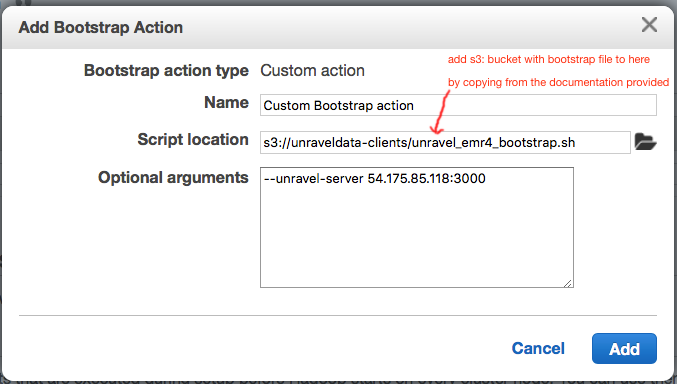 Add Bootstrap Action
add s3: bucket with bootstrap file to here
Bootstrap action type Custom action
by copying from the documentation provided
Name Custom Bootstrap action
Script location s3://unraveldata-clients/unravel_emr4_bootstrap.sh
Optional arguments --unravel-server 54.175.85.118:3000
Cancel Add